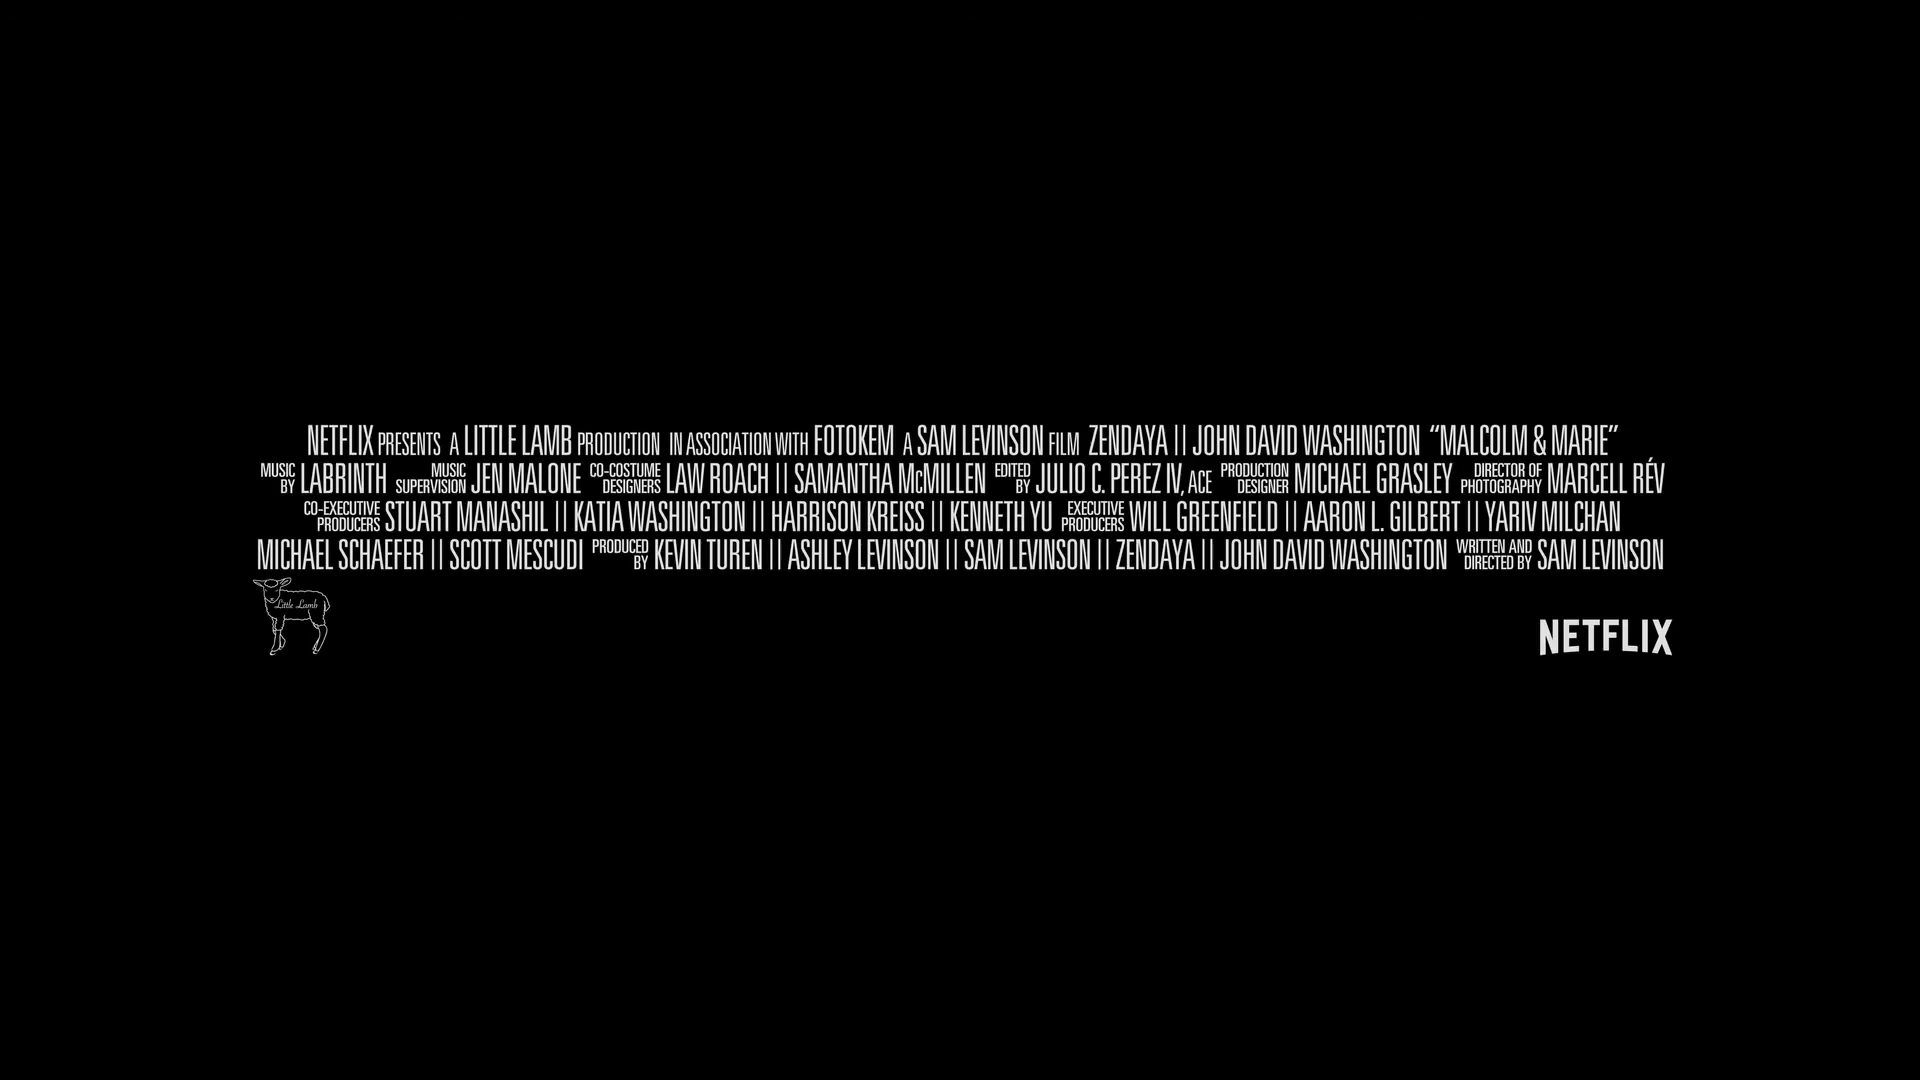 NETFLIX PRESENTS A LITTLE LAMB PRODUCTION IN ASSOCIATION WITH FOTOKEM A SAM LEVINSON FILM ZENDAYA || JOHN DAVID WASHINGTON “MALCOLM & MARIE”
MUSIC BY LABRINTH MUSIC SUPERVISION JEN MALONE CO-COSTUME DESIGNERS LAW ROACH || SAMANTHA McMILLEN EDITED BY JULIO C. PEREZ IV, ACE PRODUCTION DESIGNER MICHAEL GRASLEY DIRECTOR OF PHOTOGRAPHY MARCELL RÉV
CO-EXECUTIVE PRODUCERS STUART MANASHIL || KATIA WASHINGTON || HARRISON KREISS || KENNETH YU EXECUTIVE PRODUCERS WILL GREENFIELD || AARON L. GILBERT || YARIV MILCHAN
MICHAEL SCHAEFER || SCOTT MESCUDI PRODUCED BY KEVIN TUREN || ASHLEY LEVINSON || SAM LEVINSON || ZENDAYA || JOHN DAVID WASHINGTON WRITTEN AND DIRECTED BY SAM LEVINSON
Little Lamb
NETFLIX